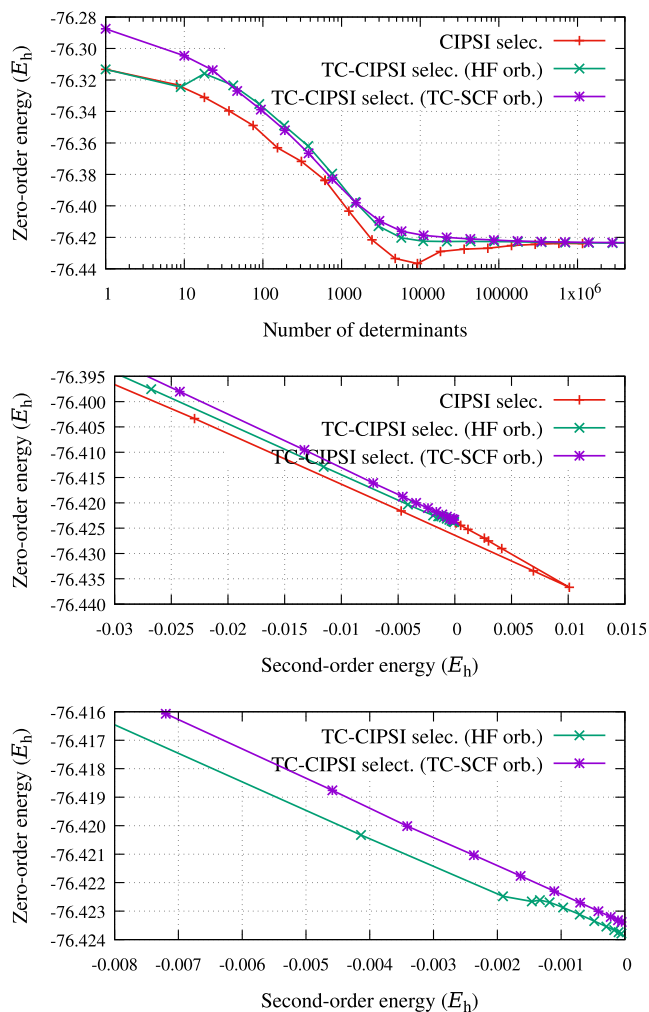 -76.28
-76.30
-76.32
-76.34
-76.36
-76.38
-76.40
-76.42
-76.44
Zero-order energy (Eh)
CIPSI selec.
TC-CIPSI selec. (HF orb.)
TC-CIPSI select. (TC-SCF orb.)
1 10 100 1000 10000 100000 1x10⁶
Number of determinants
-76.395
-76.400
-76.405
-76.410
-76.415
-76.420
-76.425
-76.430
-76.435
-76.440
Zero-order energy (Eh)
CIPSI selec.
TC-CIPSI selec. (HF orb.)
TC-CIPSI select. (TC-SCF orb.)
-0.03 -0.025 -0.02 -0.015 -0.01 -0.005 0 0.005 0.01 0.015
Second-order energy (Eh)
-76.416
-76.416
-76.418
-76.419
-76.420
-76.421
-76.422
-76.423
-76.424
Zero-order energy (Eh)
TC-CIPSI selec. (HF orb.)
TC-CIPSI select. (TC-SCF orb.)
-0.008 -0.007 -0.006 -0.005 -0.004 -0.003 -0.002 -0.001 0
Second-order energy (Eh)